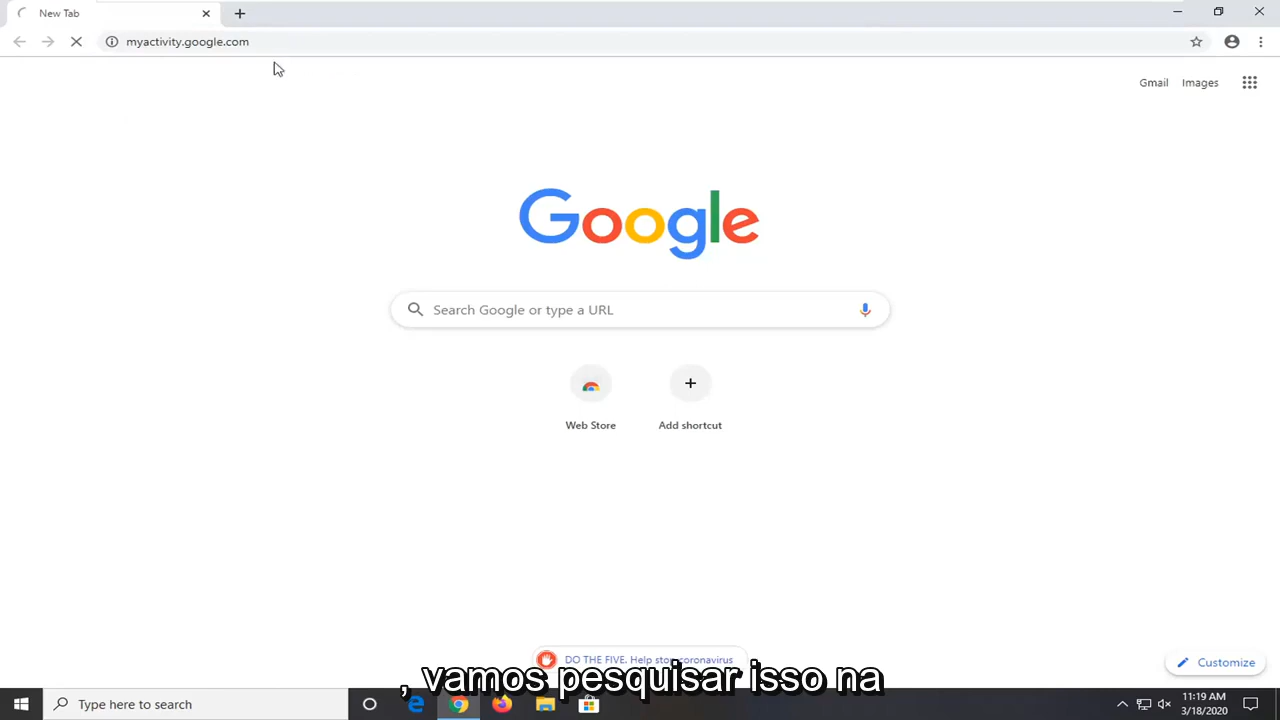 New Tab
myactivity.google.com
Gmail Images
Google
Search Google or type a URL
Web Store Add shortcut
DO THE FIVE. Help stop coronavirus
Customize
, vamos pesquisar isso na
Type here to search
11:19 AM
3/18/2020